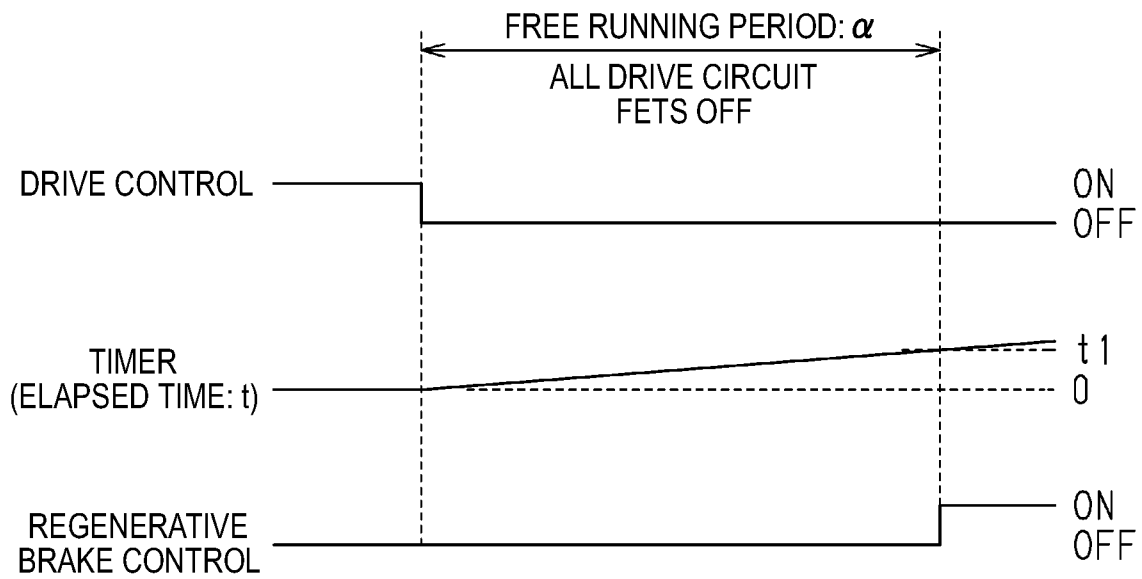 FREE RUNNING PERIOD: α
ALL DRIVE CIRCUIT
FETS OFF
DRIVE CONTROL
ON
OFF
TIMER
(ELAPSED TIME: t)
t1
0
REGENERATIVE
BRAKE CONTROL
ON
OFF